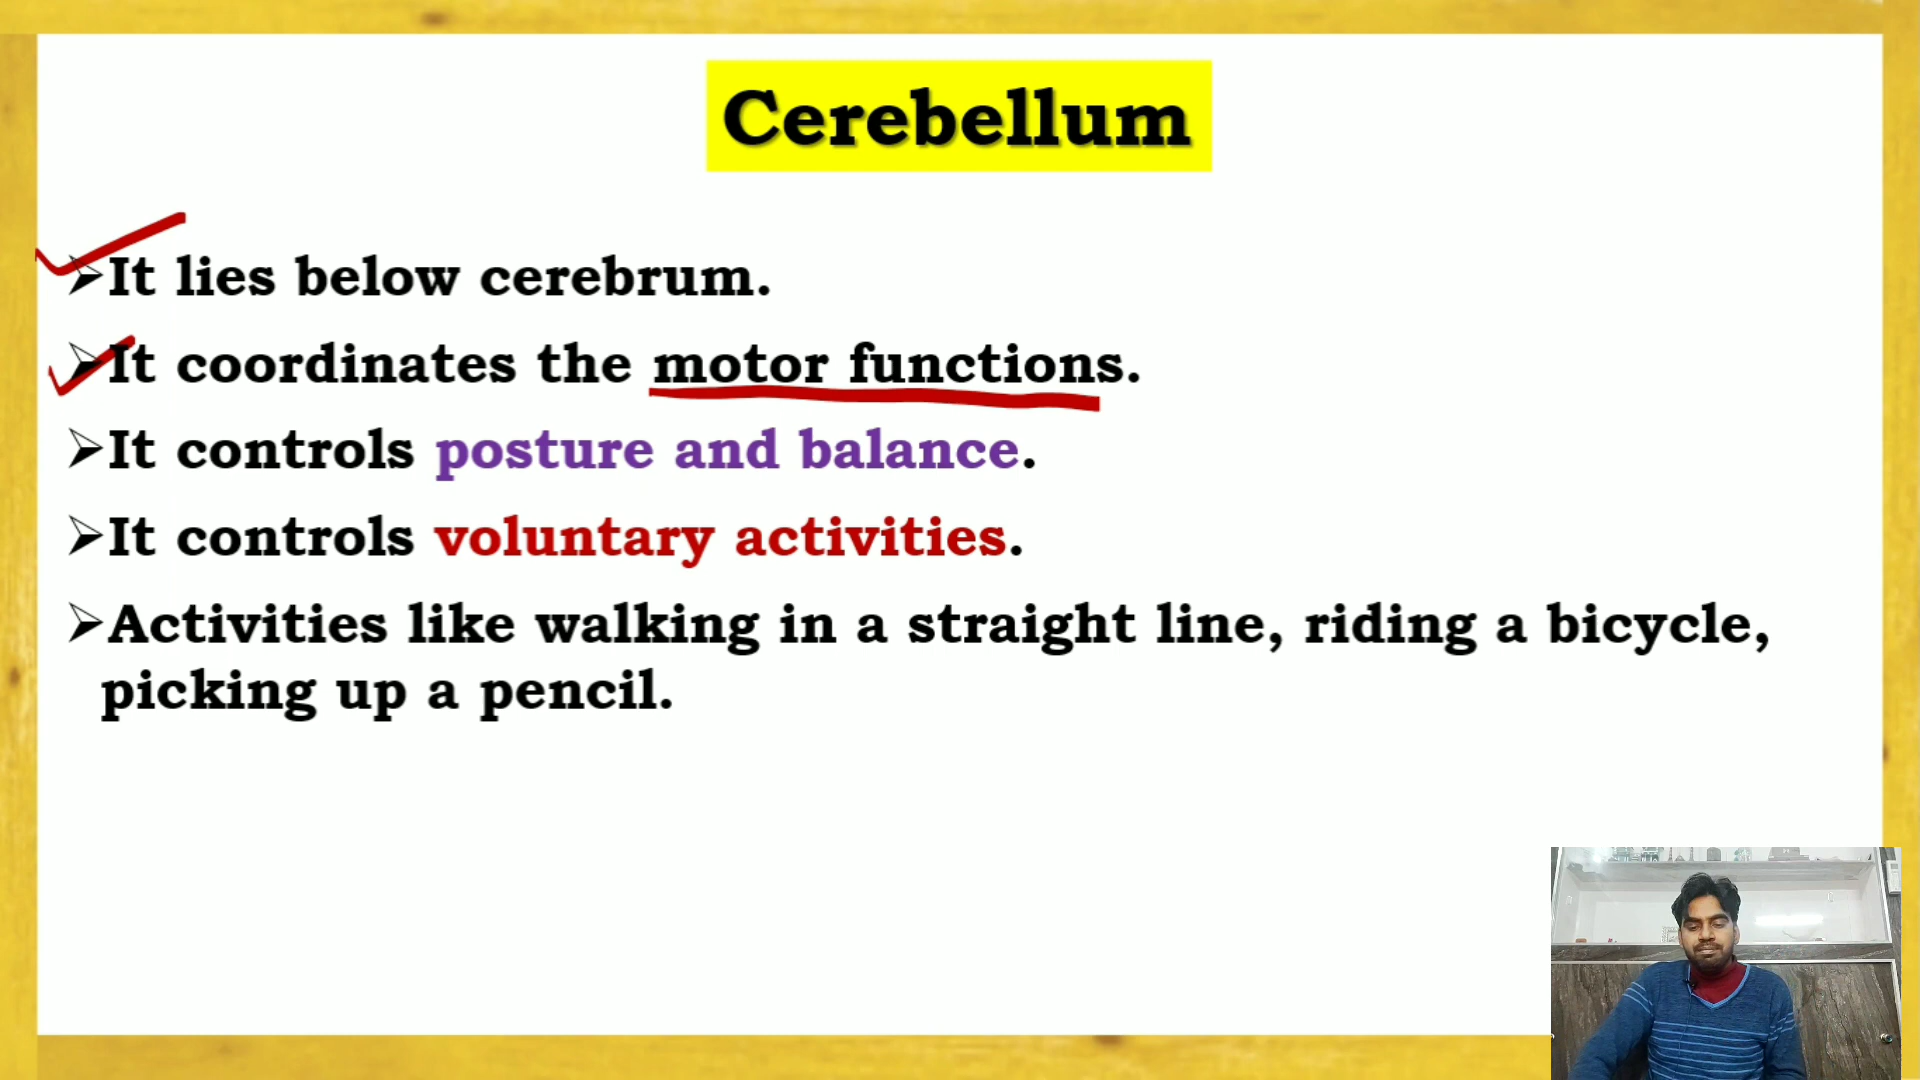 Cerebellum
➢It lies below cerebrum.
➢It coordinates the motor functions.
➢It controls posture and balance.
➢It controls voluntary activities.
➢Activities like walking in a straight line, riding a bicycle,
picking up a pencil.